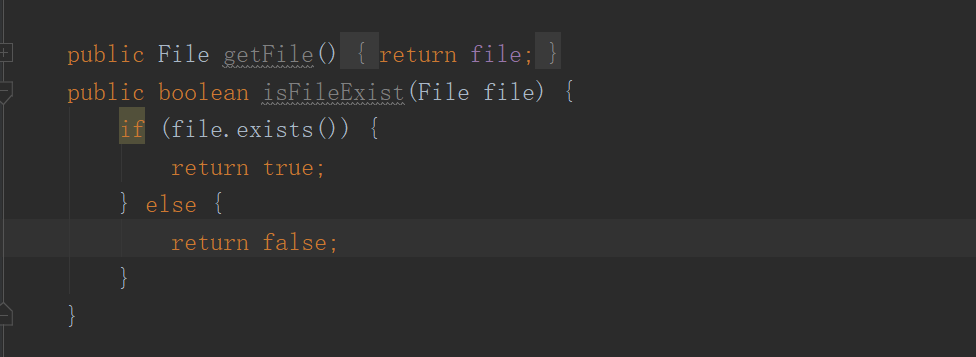 public File getFile() { return file; }
public boolean isFileExist(File file) {
if (file.exists()) {
return true;
} else {
return false;
}
}